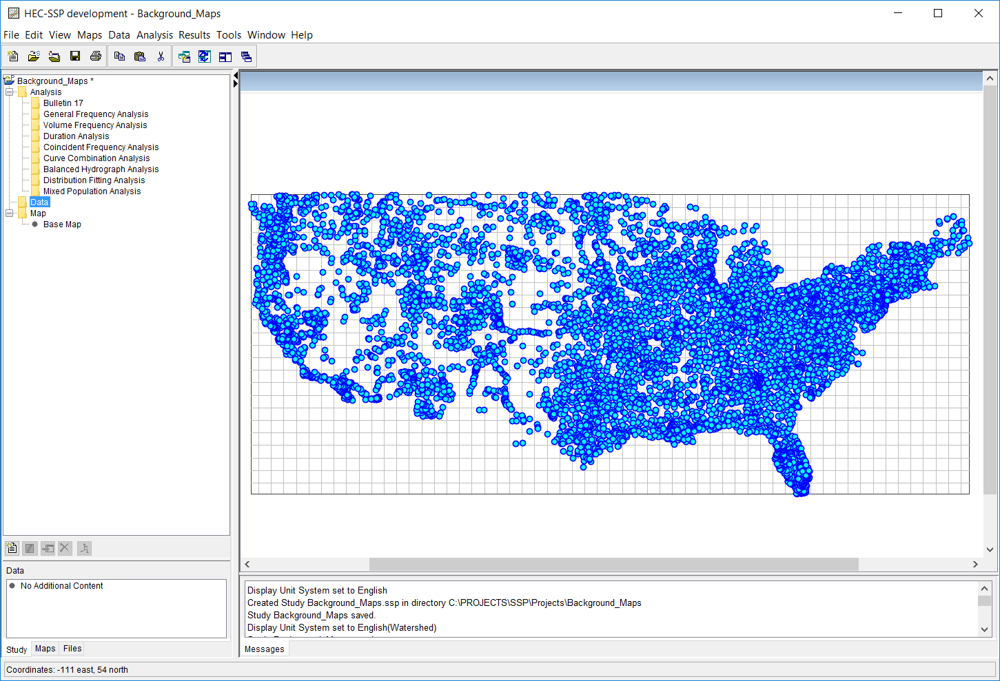 HEC-SSP development - Background_Maps
File Edit View Maps Data Analysis Results Tools Window Help
Background_Maps *
Analysis
Bulletin 17
General Frequency Analysis
Volume Frequency Analysis
Duration Analysis
Coincident Frequency Analysis
Curve Combination Analysis
Balanced Hydrograph Analysis
Distribution Fitting Analysis
Mixed Population Analysis
Data
Map
Base Map
Data
No Additional Content
Study Maps Files
Display Unit System set to English
Created Study Background_Maps.ssp in directory C:\PROJECTS\SSP\Projects\Background_Maps
Study Background_Maps saved.
Display Unit System set to English(Watershed)
Messages
Coordinates: -111 east, 54 north